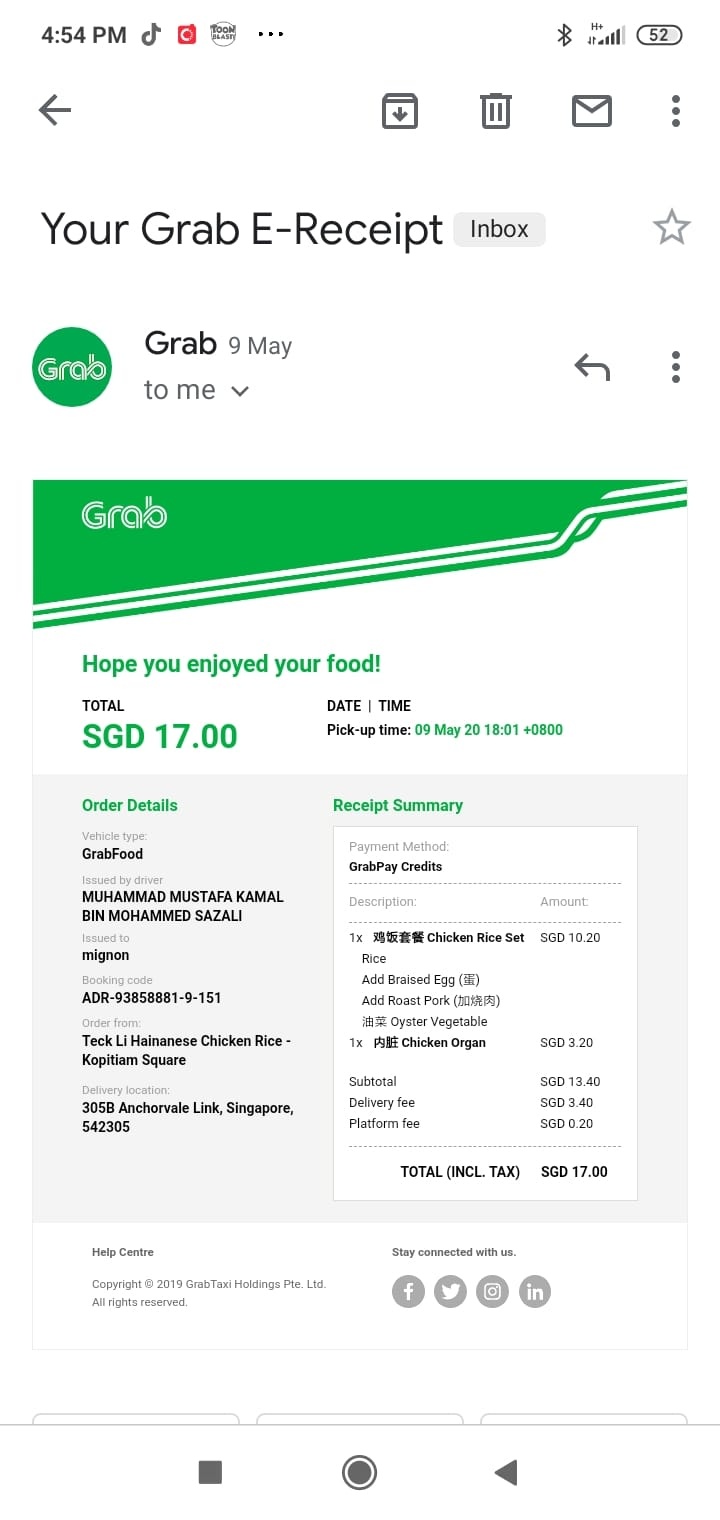 4:54 PM
TOON BLAST
H+
52
Your Grab E-Receipt Inbox
Grab
Grab 9 May
to me
Grab
Hope you enjoyed your food!
TOTAL
SGD 17.00
DATE | TIME
Pick-up time: 09 May 20 18:01 +0800
Order Details
Vehicle type:
GrabFood
Issued by driver
MUHAMMAD MUSTAFA KAMAL
BIN MOHAMMED SAZALI
Issued to
mignon
Booking code
ADR-93858881-9-151
Order from:
Teck Li Hainanese Chicken Rice -
Kopitiam Square
Delivery location:
305B Anchorvale Link, Singapore,
542305
Receipt Summary
Payment Method:
GrabPay Credits
Description: Amount:
1x 鸡饭套餐 Chicken Rice Set SGD 10.20
Rice
Add Braised Egg (蛋)
Add Roast Pork (加烧肉)
油菜 Oyster Vegetable
1x 内脏 Chicken Organ SGD 3.20
Subtotal SGD 13.40
Delivery fee SGD 3.40
Platform fee SGD 0.20
TOTAL (INCL. TAX) SGD 17.00
Help Centre
Copyright © 2019 GrabTaxi Holdings Pte. Ltd.
All rights reserved.
Stay connected with us.